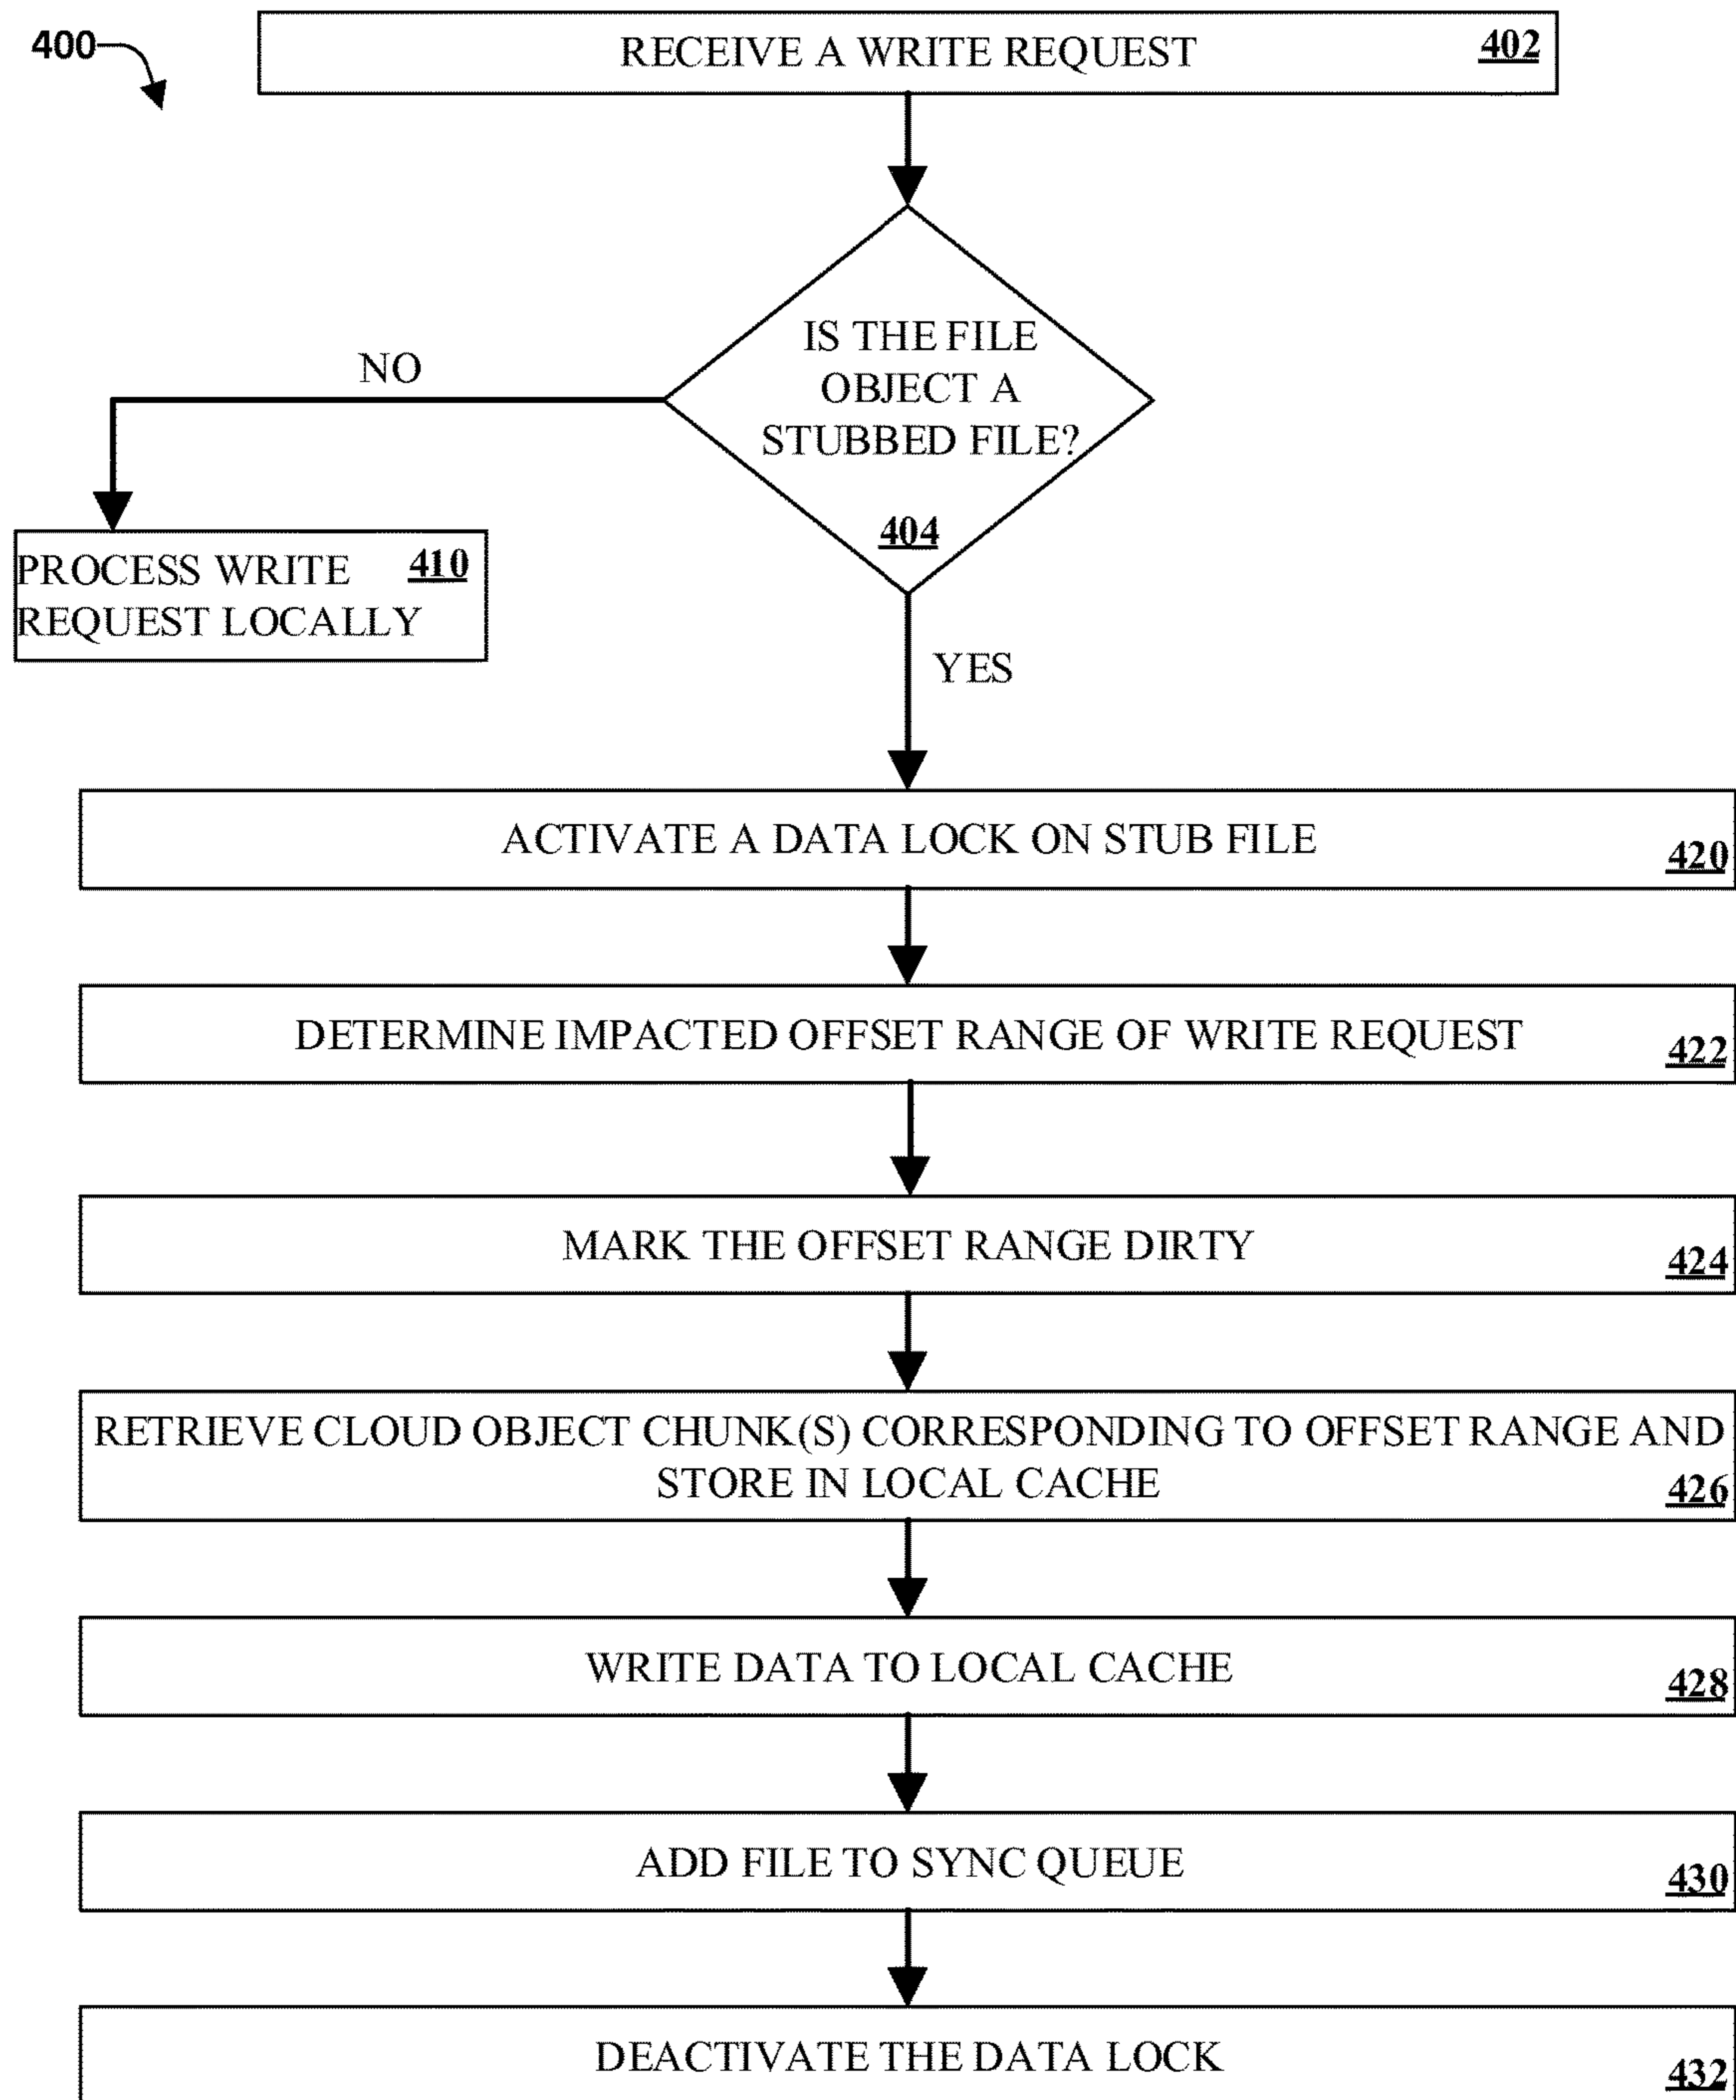 400
RECEIVE A WRITE REQUEST 402
IS THE FILE
OBJECT A
STUBBED FILE?
404
NO
PROCESS WRITE 410
REQUEST LOCALLY
YES
ACTIVATE A DATA LOCK ON STUB FILE 420
DETERMINE IMPACTED OFFSET RANGE OF WRITE REQUEST 422
MARK THE OFFSET RANGE DIRTY 424
RETRIEVE CLOUD OBJECT CHUNK(S) CORRESPONDING TO OFFSET RANGE AND
STORE IN LOCAL CACHE 426
WRITE DATA TO LOCAL CACHE 428
ADD FILE TO SYNC QUEUE 430
DEACTIVATE THE DATA LOCK 432